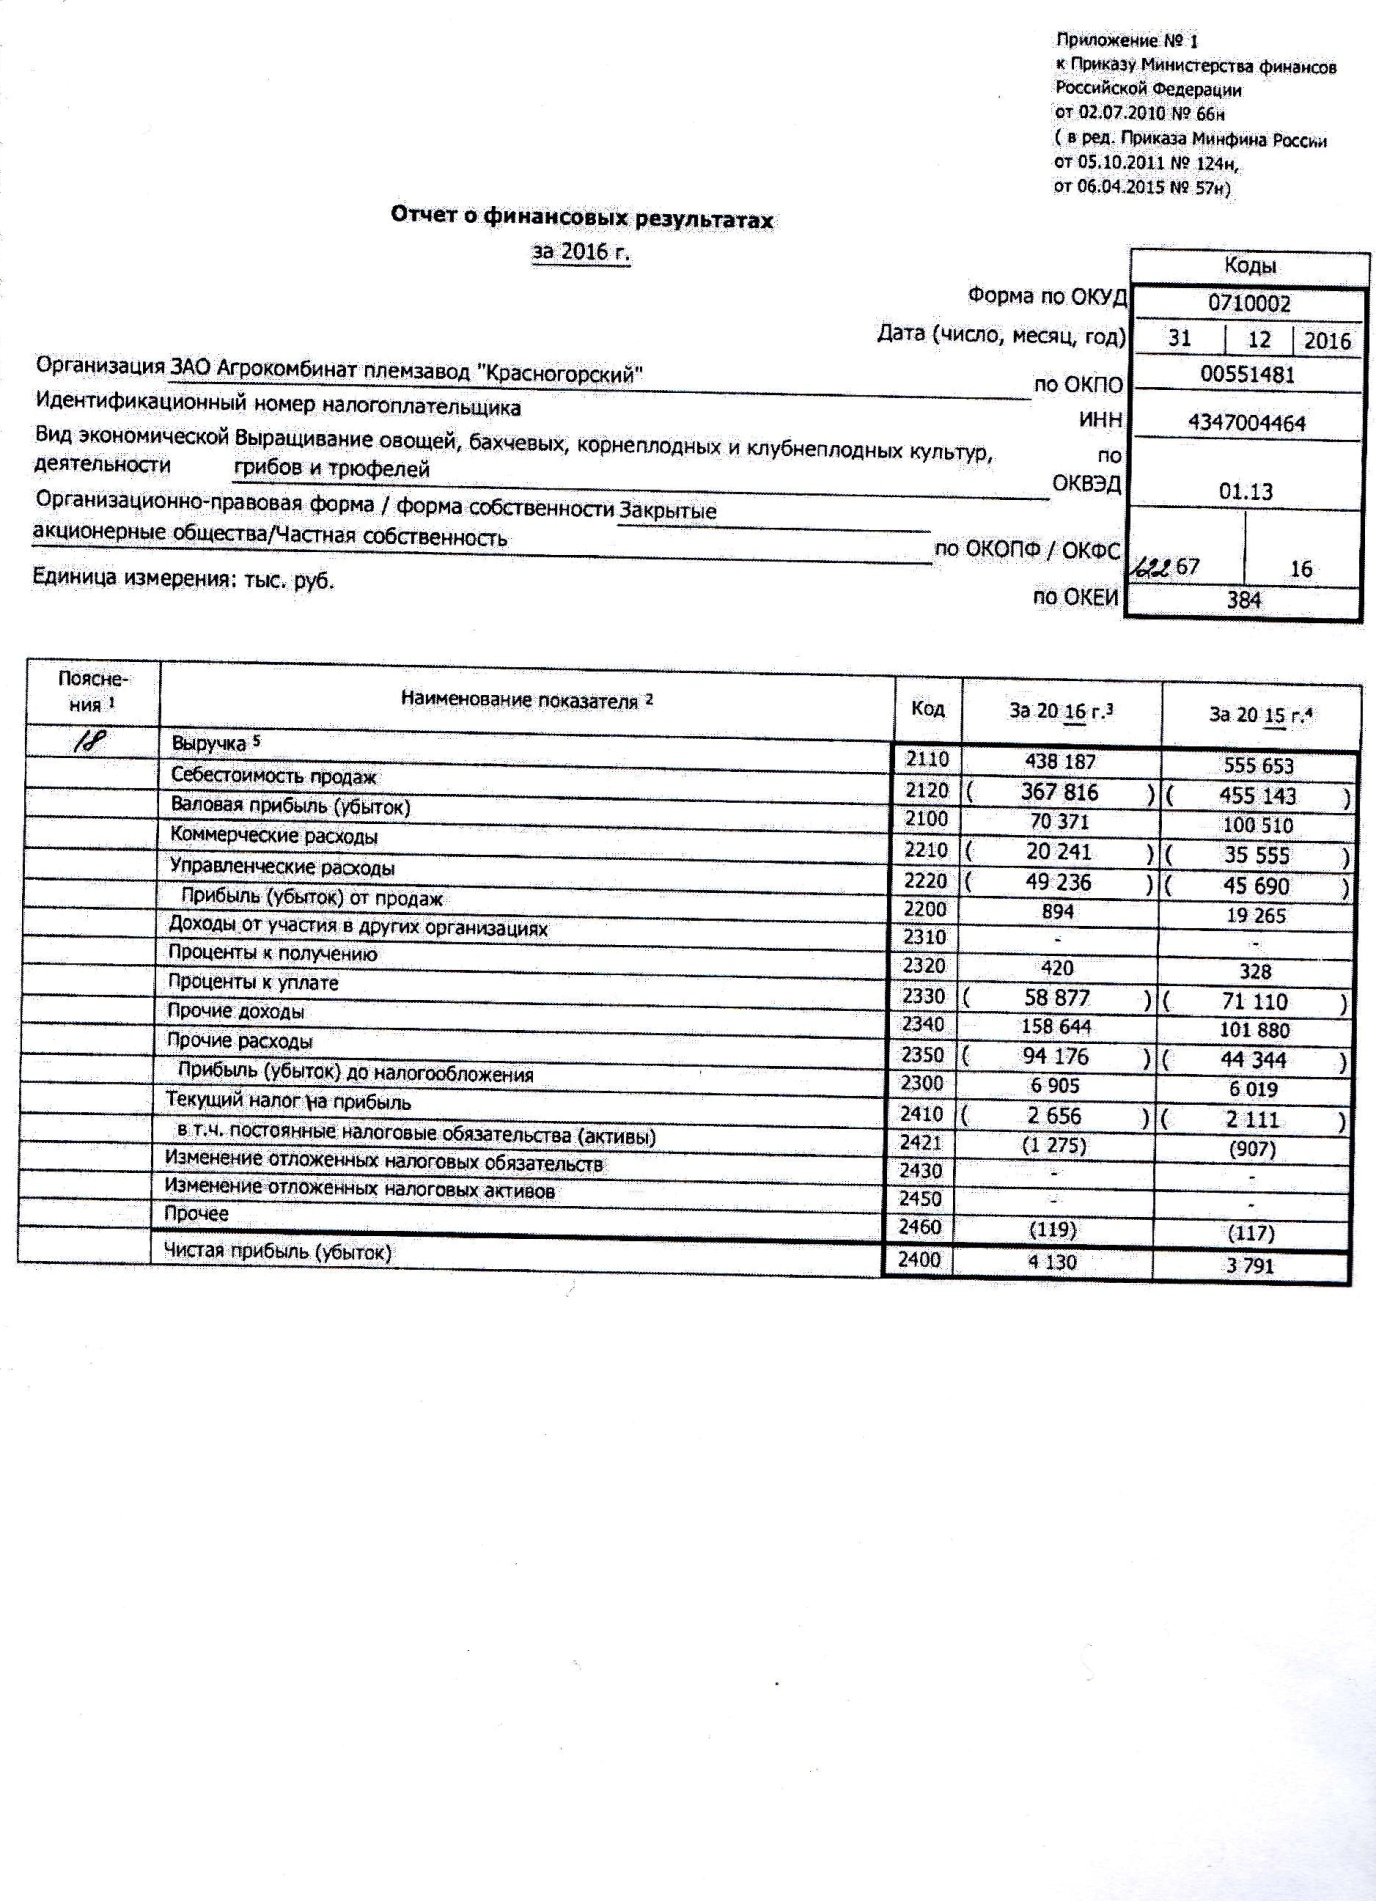 Приложение № 1
к Приказу Министерства финансов
Российской Федерации
от 02.07.2010 № 66н
( в ред. Приказа Минфина России
от 05.10.2011 № 124н,
от 06.04.2015 № 57н)
Отчет о финансовых результатах
за 2016 г.
Коды
Форма по ОКУД 0710002
Дата (число, месяц, год) 31 12 2016
Организация ЗАО Агрокомбинат племзавод "Красногорский" по ОКПО 00551481
Идентификационный номер налогоплательщика ИНН 4347004464
Вид экономической Выращивание овощей, бахчевых, корнеплодных и клубнеплодных культур, по
деятельности грибов и трюфелей ОКВЭД 01.13
Организационно-правовая форма / форма собственности Закрытые
акционерные общества/Частная собственность по ОКОПФ / ОКФС 12267 16
Единица измерения: тыс. руб. по ОКЕИ 384
Поясне-
ния 1 Наименование показателя 2 Код За 20 16 г.3 За 20 15 г.4
18 Выручка 5 2110 438 187 555 653
Себестоимость продаж 2120 ( 367 816 ) ( 455 143 )
Валовая прибыль (убыток) 2100 70 371 100 510
Коммерческие расходы 2210 ( 20 241 ) ( 35 555 )
Управленческие расходы 2220 ( 49 236 ) ( 45 690 )
Прибыль (убыток) от продаж 2200 894 19 265
Доходы от участия в других организациях 2310 - -
Проценты к получению 2320 420 328
Проценты к уплате 2330 ( 58 877 ) ( 71 110 )
Прочие доходы 2340 158 644 101 880
Прочие расходы 2350 ( 94 176 ) ( 44 344 )
Прибыль (убыток) до налогообложения 2300 6 905 6 019
Текущий налог на прибыль 2410 ( 2 656 ) ( 2 111 )
в т.ч. постоянные налоговые обязательства (активы) 2421 (1 275) (907)
Изменение отложенных налоговых обязательств 2430 - -
Изменение отложенных налоговых активов 2450 - -
Прочее 2460 (119) (117)
Чистая прибыль (убыток) 2400 4 130 3 791